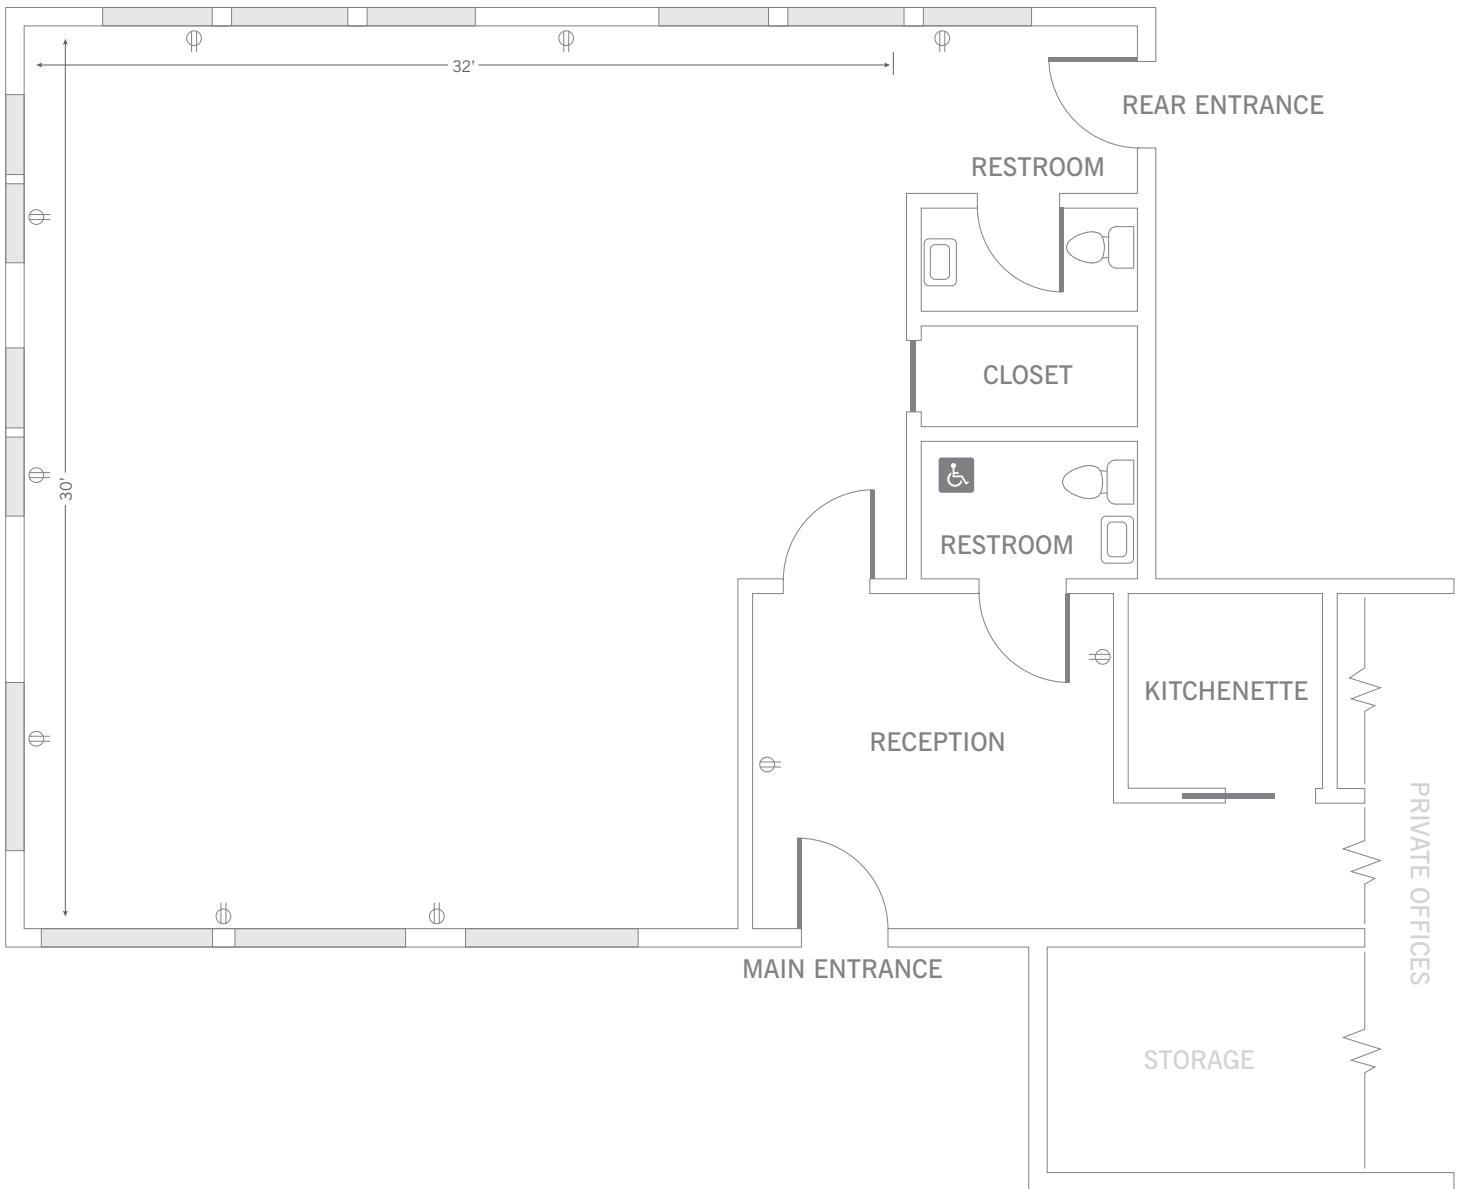 32’
REAR ENTRANCE
RESTROOM
CLOSET
30’
RESTROOM
KITCHENETTE
RECEPTION
PRIVATE OFFICES
MAIN ENTRANCE
STORAGE